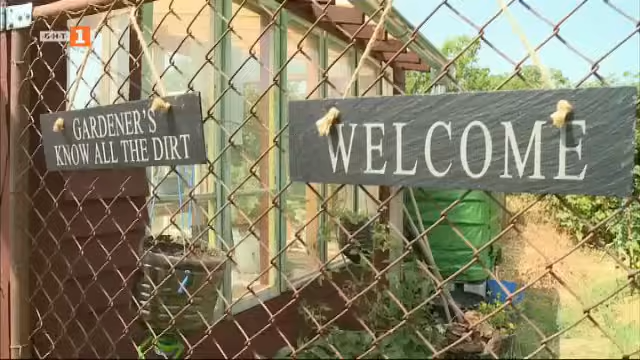 БНТ 1
GARDENER'S
KNOW ALL THE DIRT
WELCOME